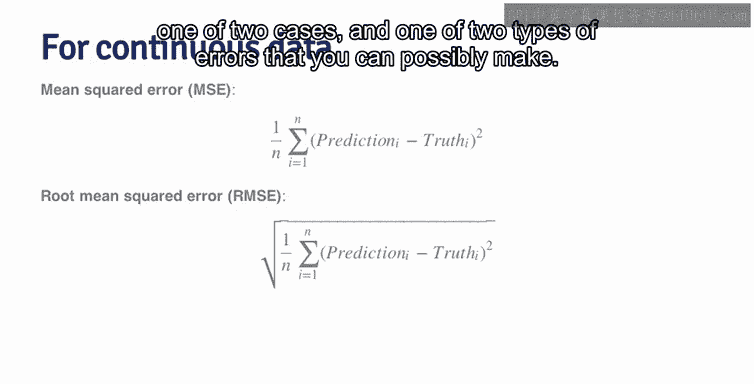 one of two cases, and one of two types of
errors that you can possibly make.
For continuous data
Mean squared error (MSE):
1/n ∑ i=1 n (Prediction_i − Truth_i)^2
Root mean squared error (RMSE):
√(1/n ∑ i=1 n (Prediction_i − Truth_i)^2)